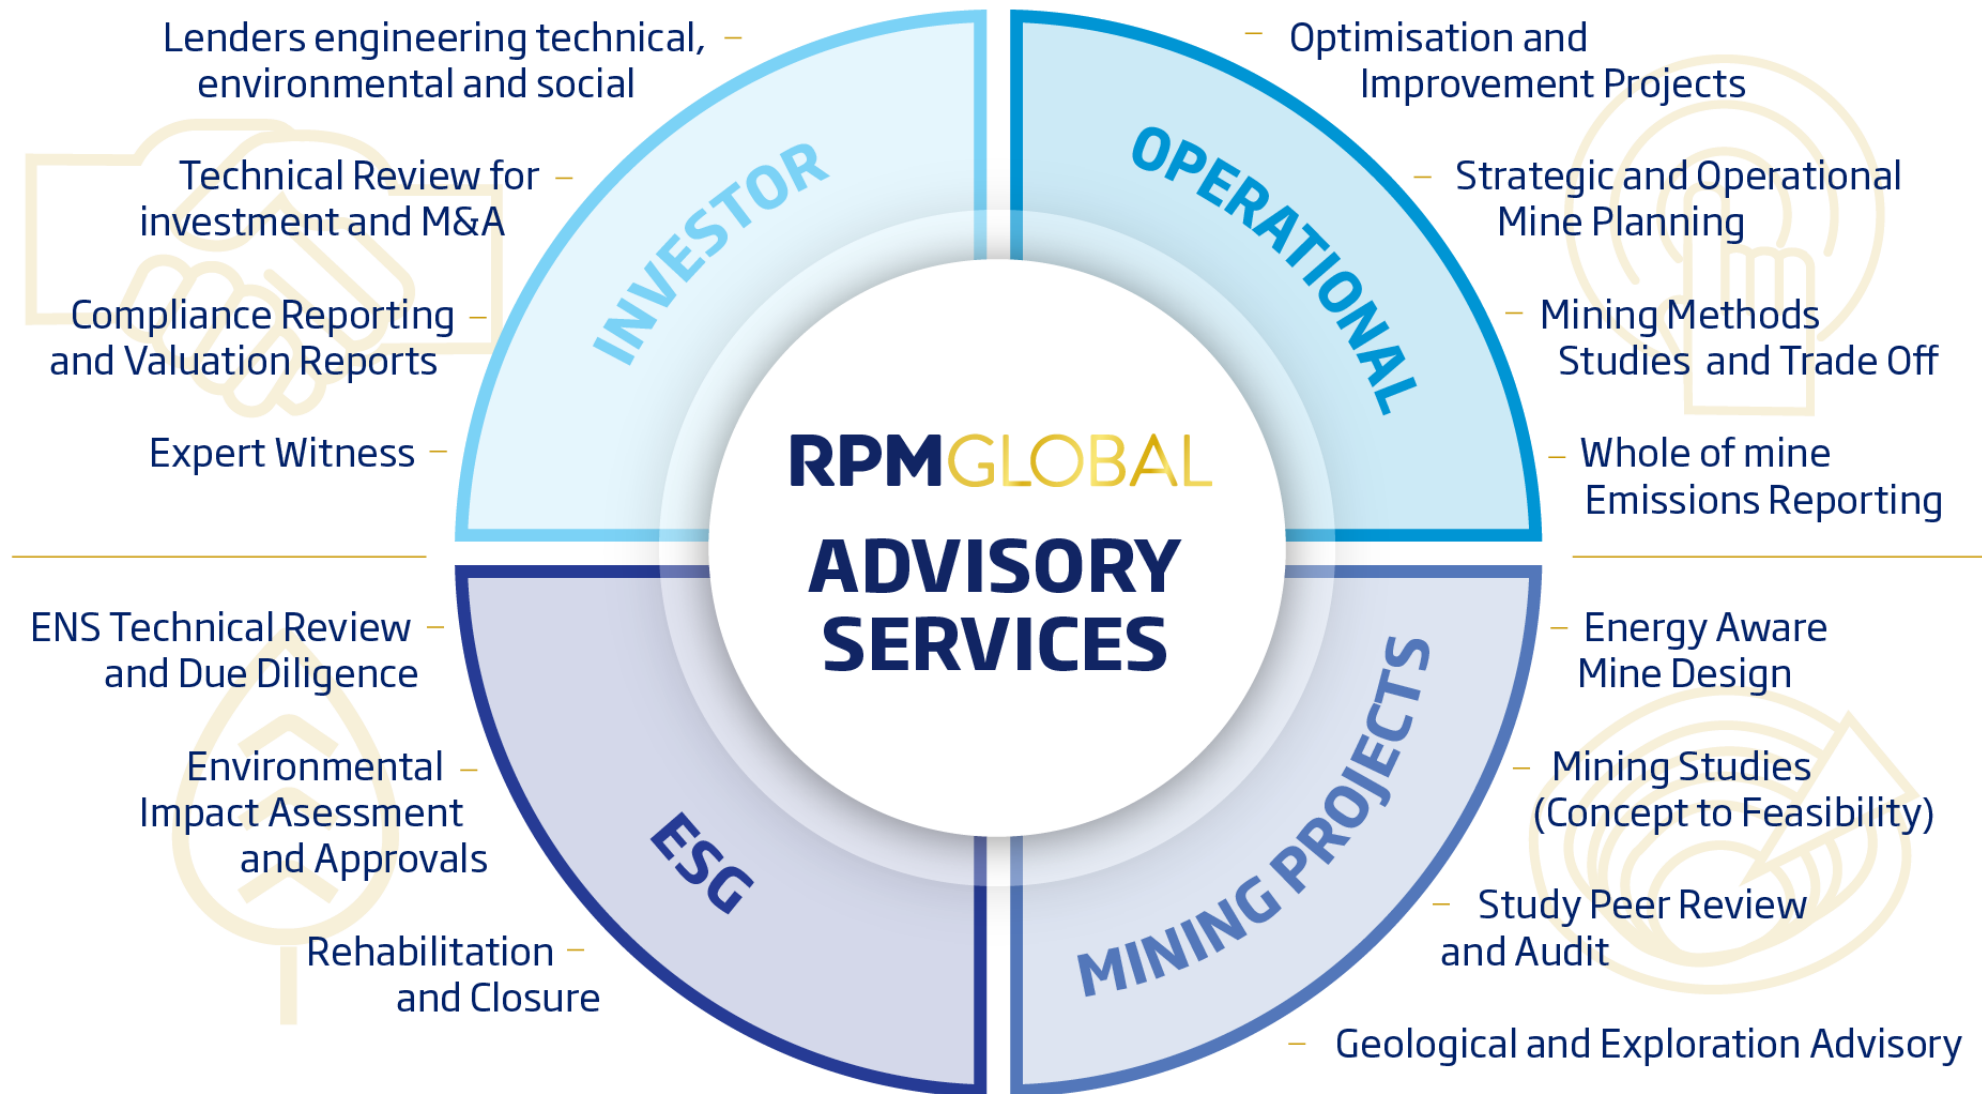 Lenders engineering technical,
environmental and social
Technical Review for
investment and M&A
Compliance Reporting
and Valuation Reports
Expert Witness
INVESTOR
OPERATIONAL
Optimisation and
Improvement Projects
Strategic and Operational
Mine Planning
Mining Methods
Studies and Trade Off
Whole of mine
Emissions Reporting
RPMGLOBAL
ADVISORY
SERVICES
ENS Technical Review
and Due Diligence
Environmental
Impact Asessment
and Approvals
Rehabilitation
and Closure
ESG
MINING PROJECTS
Energy Aware
Mine Design
Mining Studies
(Concept to Feasibility)
Study Peer Review
and Audit
Geological and Exploration Advisory